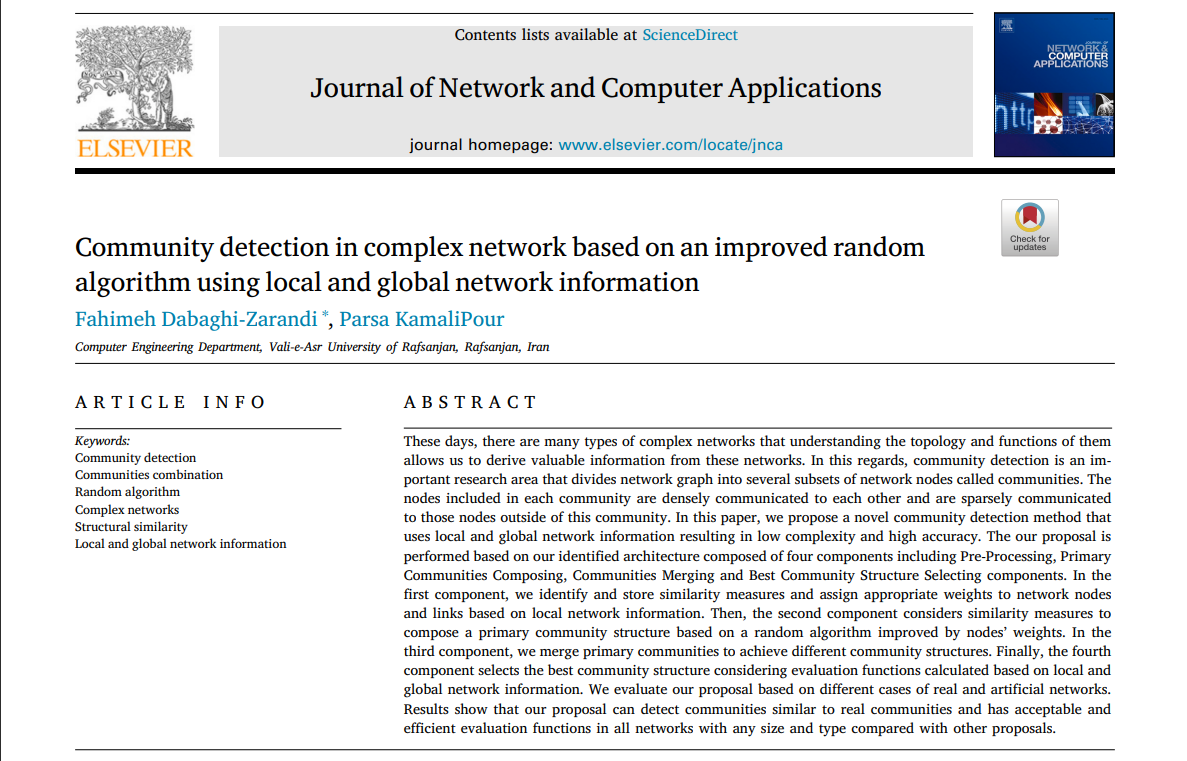 Contents lists available at ScienceDirect
Journal of Network and Computer Applications
journal homepage: www.elsevier.com/locate/jnca
ELSEVIER
JOURNAL OF
NETWORK &
COMPUTER
APPLICATIONS
http
Check for
updates
Community detection in complex network based on an improved random
algorithm using local and global network information
Fahimeh Dabaghi-Zarandi *, Parsa KamaliPour
Computer Engineering Department, Vali-e-Asr University of Rafsanjan, Rafsanjan, Iran
ARTICLE INFO
Keywords:
Community detection
Communities combination
Random algorithm
Complex networks
Structural similarity
Local and global network information
ABSTRACT
These days, there are many types of complex networks that understanding the topology and functions of them
allows us to derive valuable information from these networks. In this regards, community detection is an im-
portant research area that divides network graph into several subsets of network nodes called communities. The
nodes included in each community are densely communicated to each other and are sparsely communicated
to those nodes outside of this community. In this paper, we propose a novel community detection method that
uses local and global network information resulting in low complexity and high accuracy. The our proposal is
performed based on our identified architecture composed of four components including Pre-Processing, Primary
Communities Composing, Communities Merging and Best Community Structure Selecting components. In the
first component, we identify and store similarity measures and assign appropriate weights to network nodes
and links based on local network information. Then, the second component considers similarity measures to
compose a primary community structure based on a random algorithm improved by nodes' weights. In the
third component, we merge primary communities to achieve different community structures. Finally, the fourth
component selects the best community structure considering evaluation functions calculated based on local and
global network information. We evaluate our proposal based on different cases of real and artificial networks.
Results show that our proposal can detect communities similar to real communities and has acceptable and
efficient evaluation functions in all networks with any size and type compared with other proposals.